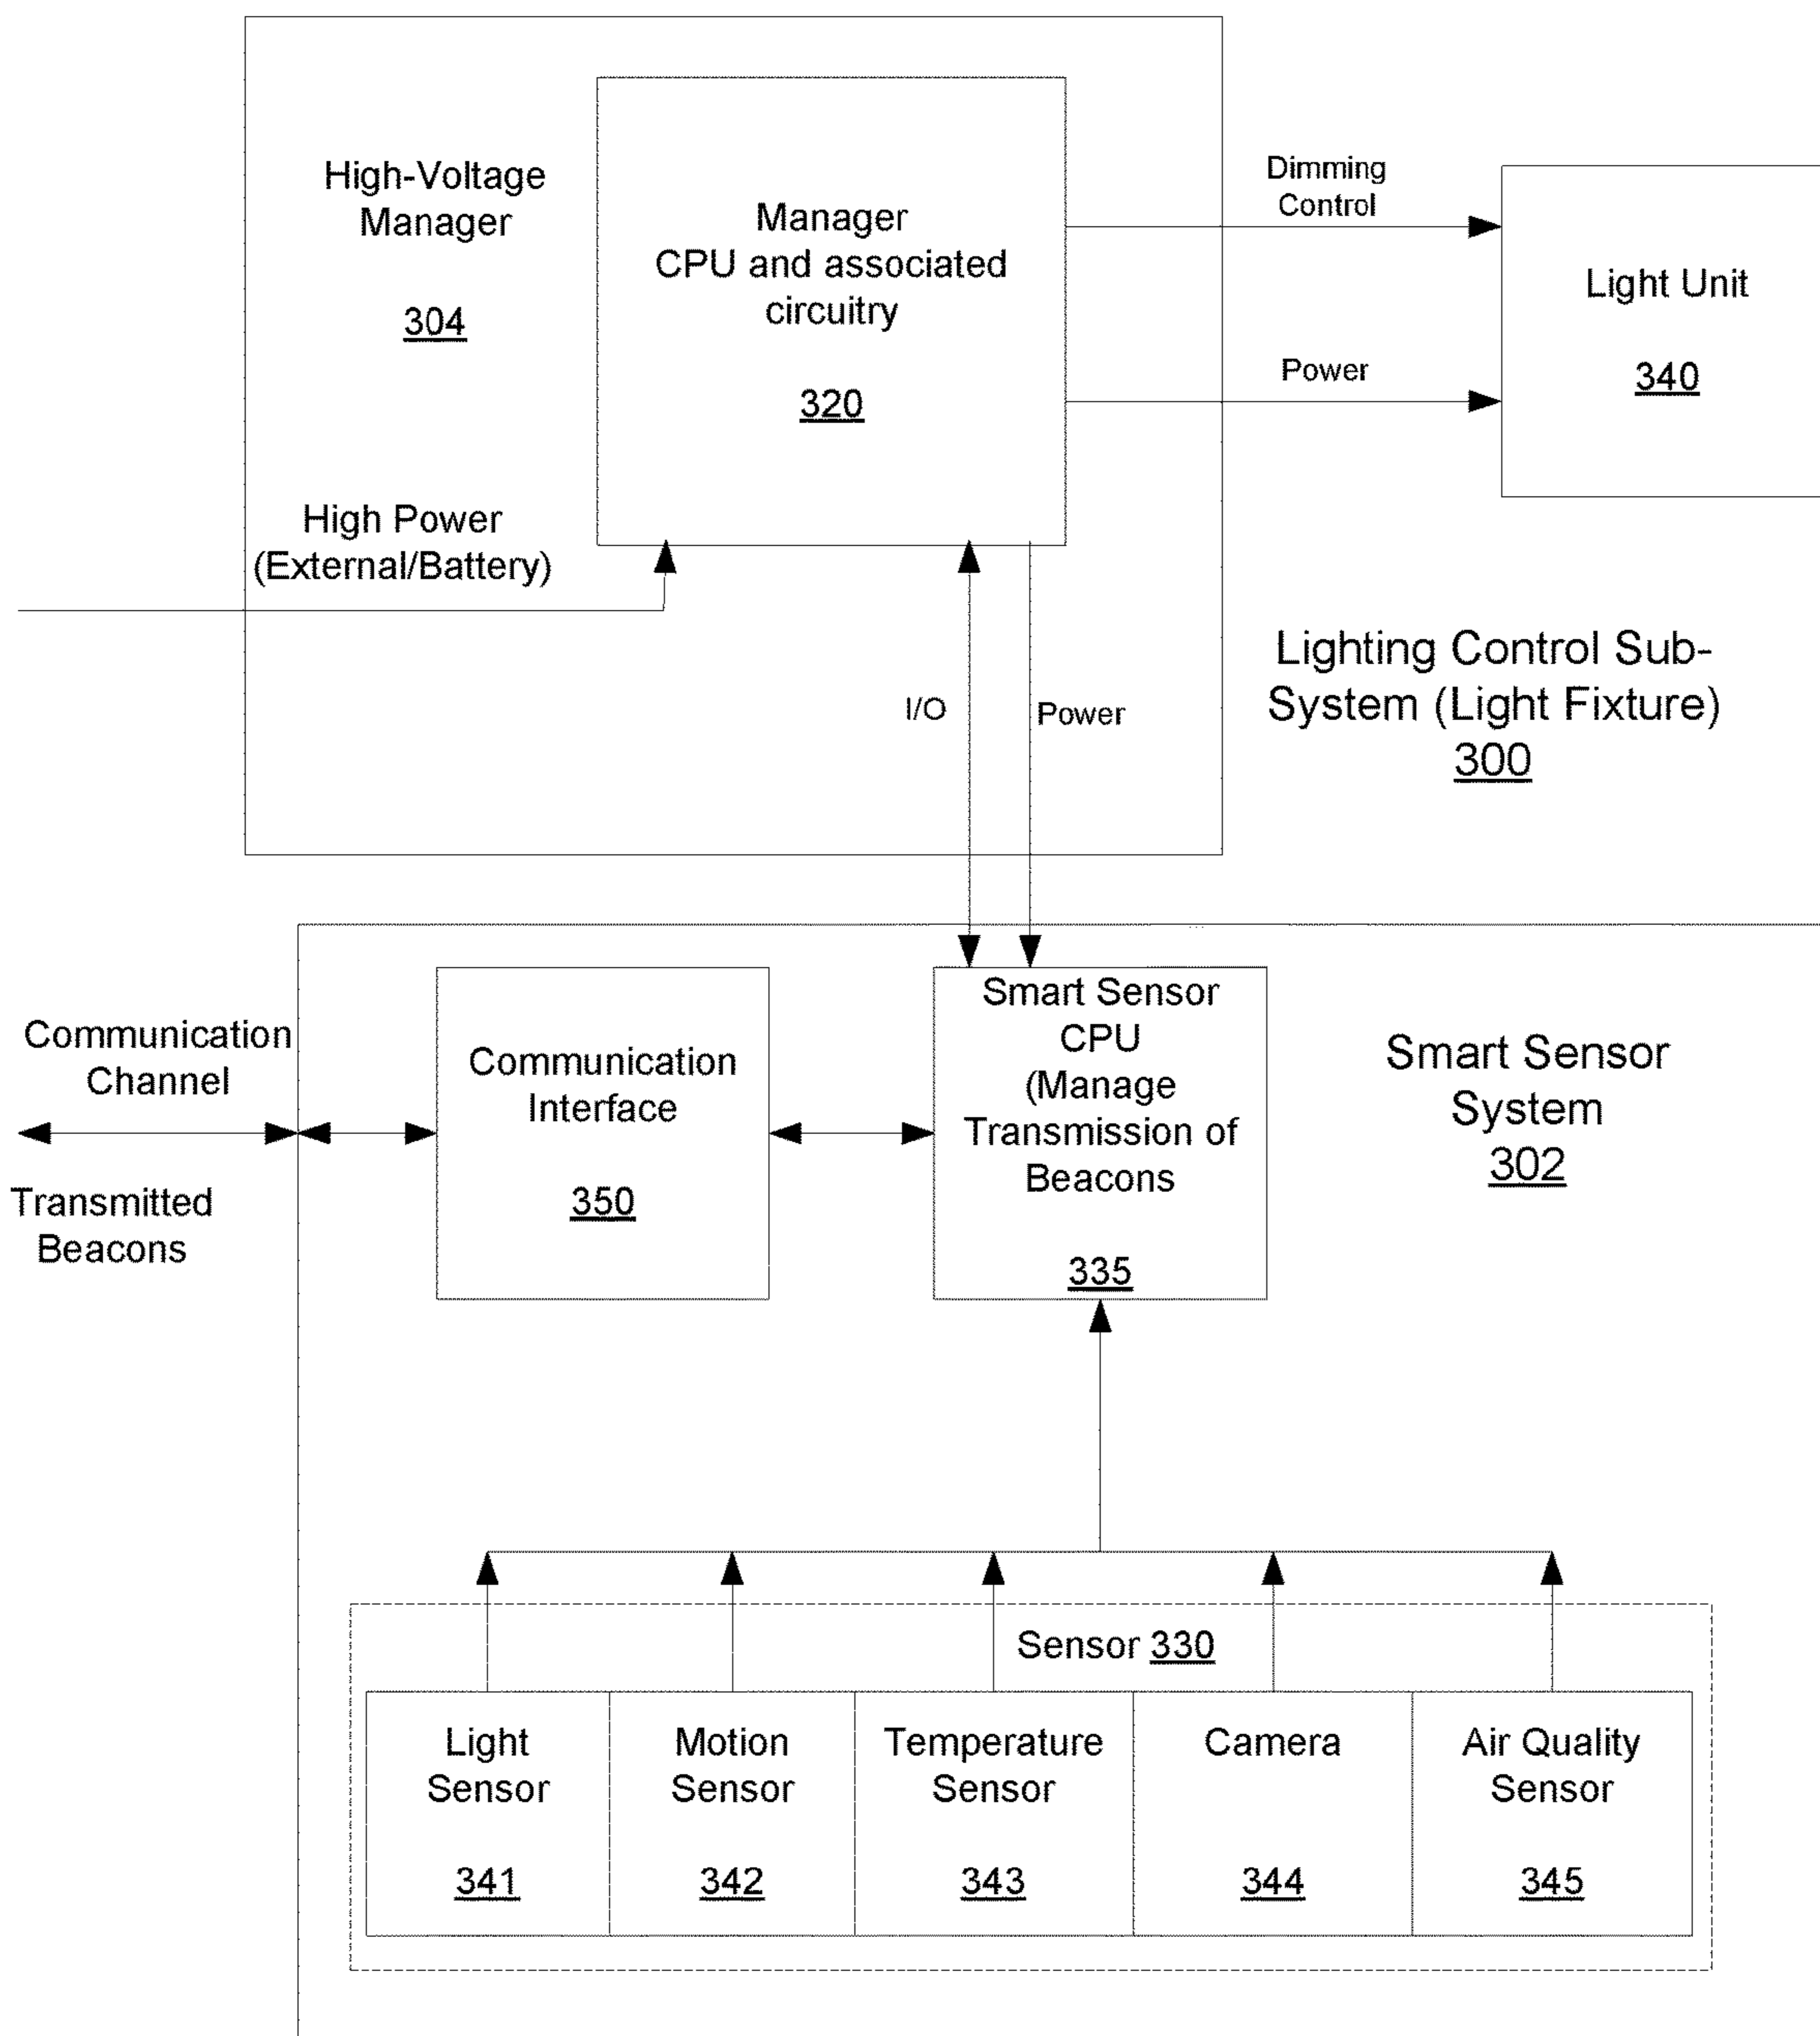 High-Voltage
Manager
304
Manager
CPU and associated
circuitry
320
Dimming
Control
Power
Light Unit
340
High Power
(External/Battery)
I/O
Power
Lighting Control Sub-
System (Light Fixture)
300
Communication
Channel
Transmitted
Beacons
Communication
Interface
350
Smart Sensor
CPU
(Manage
Transmission of
Beacons
335
Smart Sensor
System
302
Sensor 330
Light
Sensor
341
Motion
Sensor
342
Temperature
Sensor
343
Camera
344
Air Quality
Sensor
345